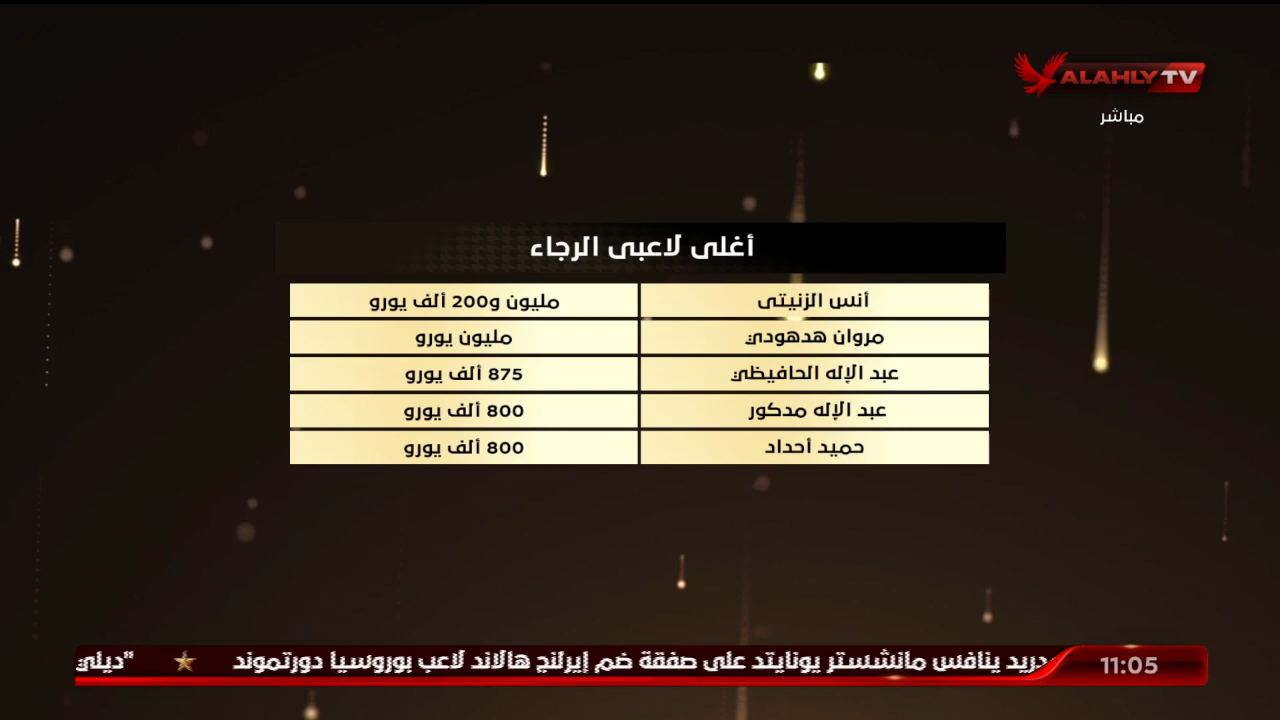 ALAHLY TV
مباشر
أغلى لاعبى الرجاء
أنس الزنيتى مليون و200 ألف يورو
مروان هدهودي مليون يورو
عبد الإله الحافيظي 875 ألف يورو
عبد الإله مدكور 800 ألف يورو
حميد أحداد 800 ألف يورو
11:05 دريد ينافس مانشستر يونايتد على صفقة ضم إيرلنج هالاند لاعب بوروسيا دورتموند "ديلي